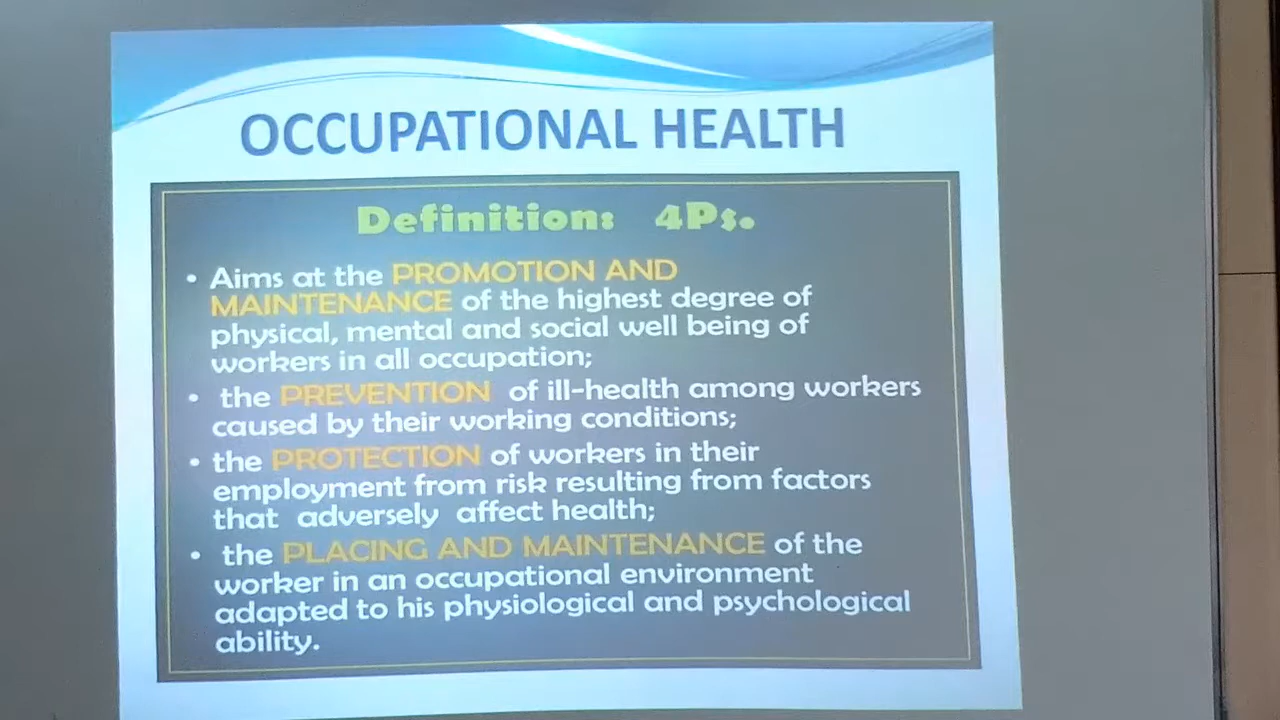 OCCUPATIONAL HEALTH
Definition: 4Ps.
• Aims at the PROMOTION AND
MAINTENANCE of the highest degree of
physical, mental and social well being of
workers in all occupation;
• the PREVENTION of ill-health among workers
caused by their working conditions;
• the PROTECTION of workers in their
employment from risk resulting from factors
that adversely affect health;
• the PLACING AND MAINTENANCE of the
worker in an occupational environment
adapted to his physiological and psychological
ability.